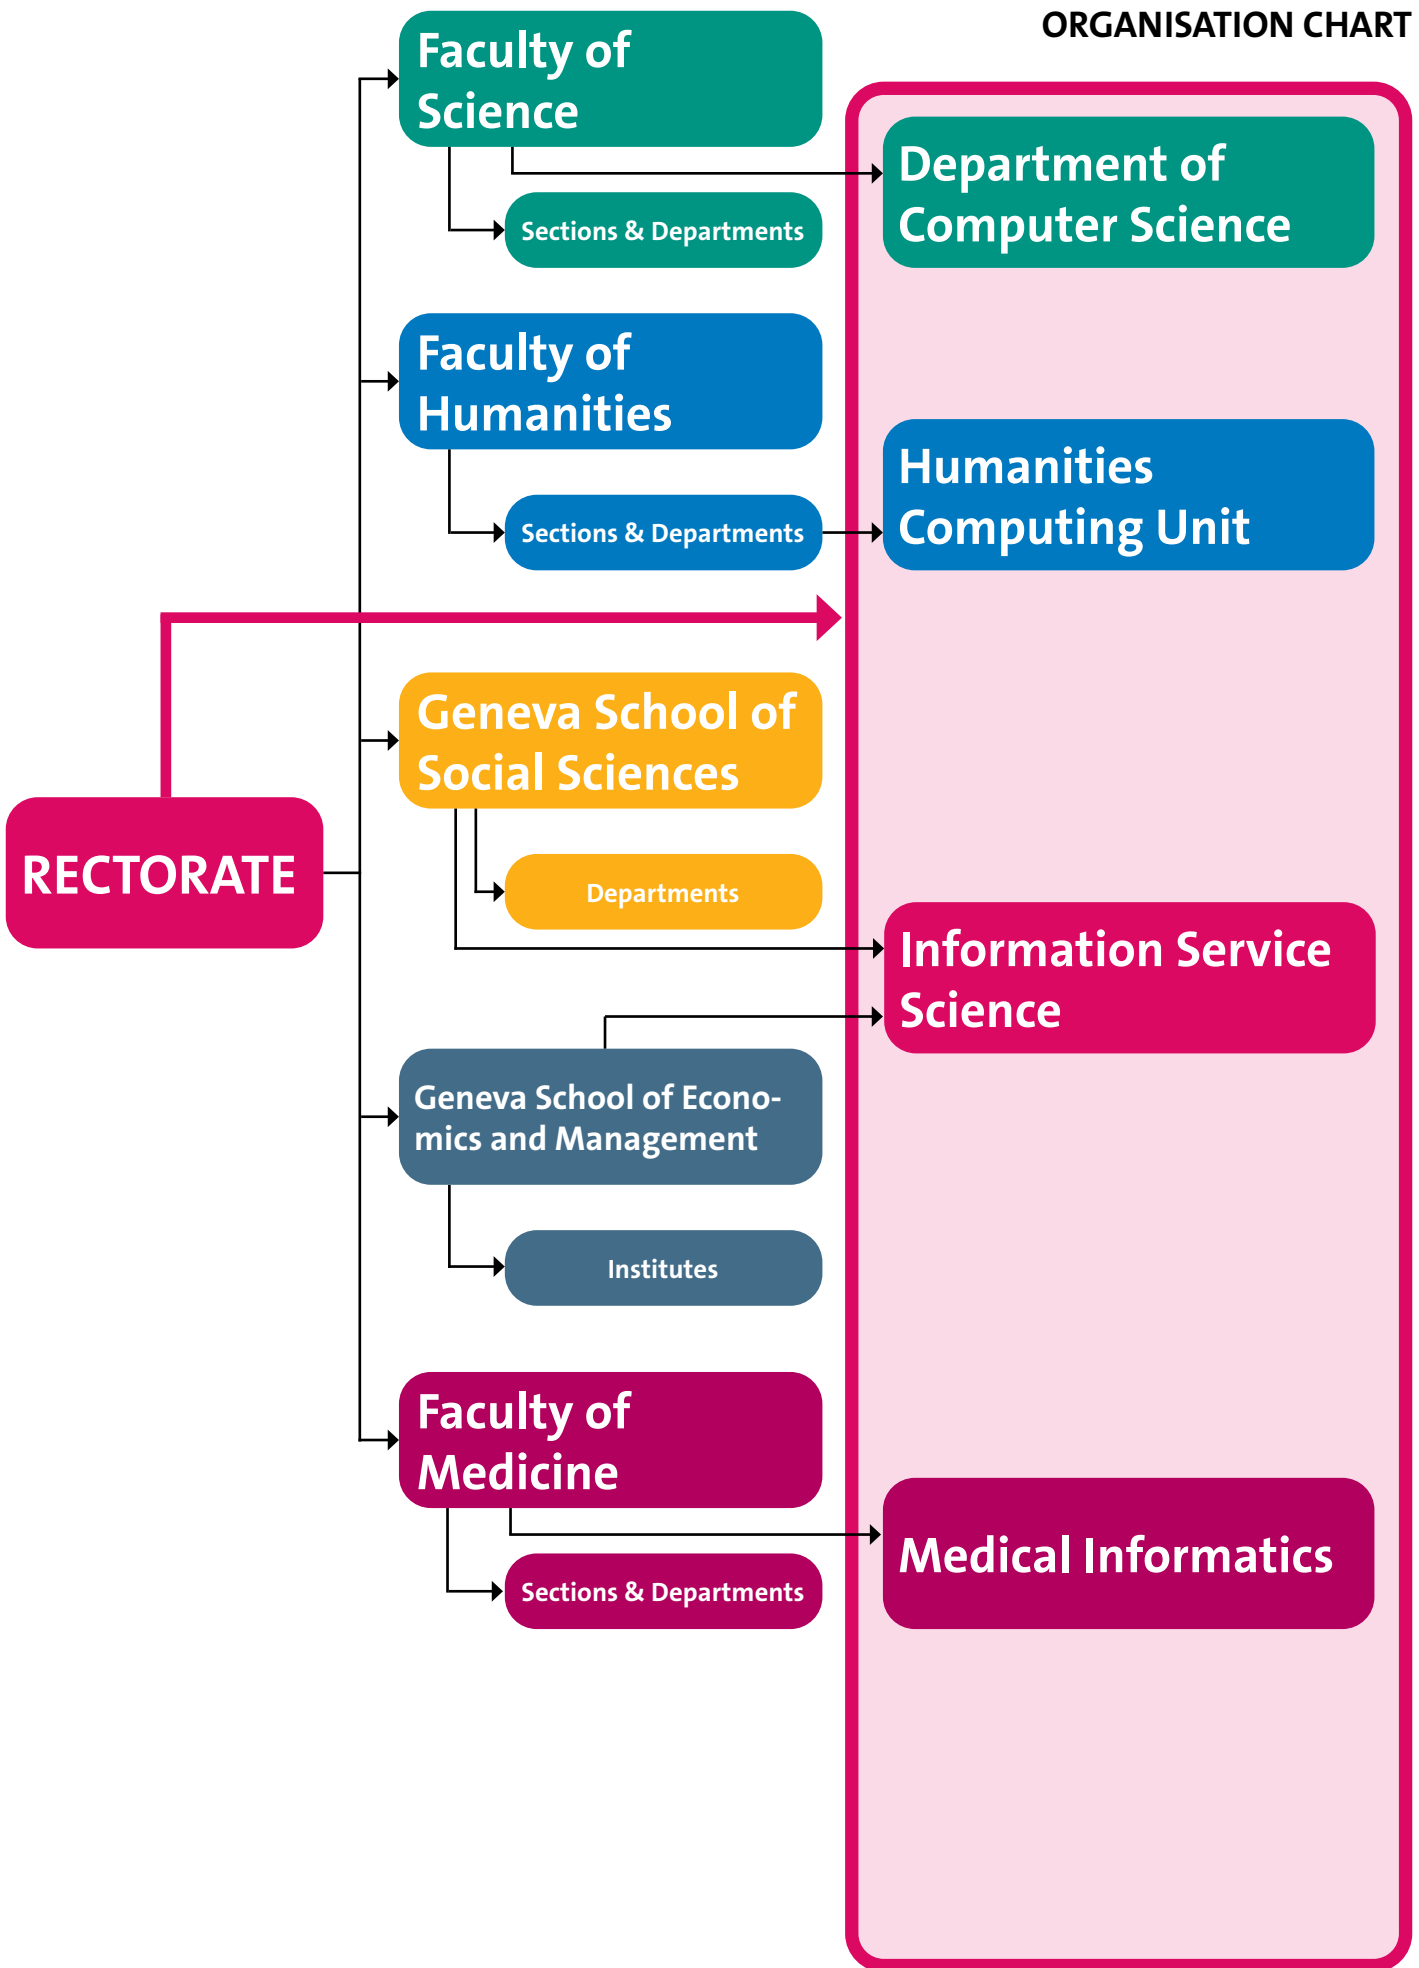 ORGANISATION CHART
Faculty of
Science
Sections & Departments
Department of
Computer Science
Faculty of
Humanities
Sections & Departments
Humanities
Computing Unit
RECTORATE
Geneva School of
Social Sciences
Departments
Information Service
Science
Geneva School of Econo-
mics and Management
Institutes
Faculty of
Medicine
Sections & Departments
Medical Informatics